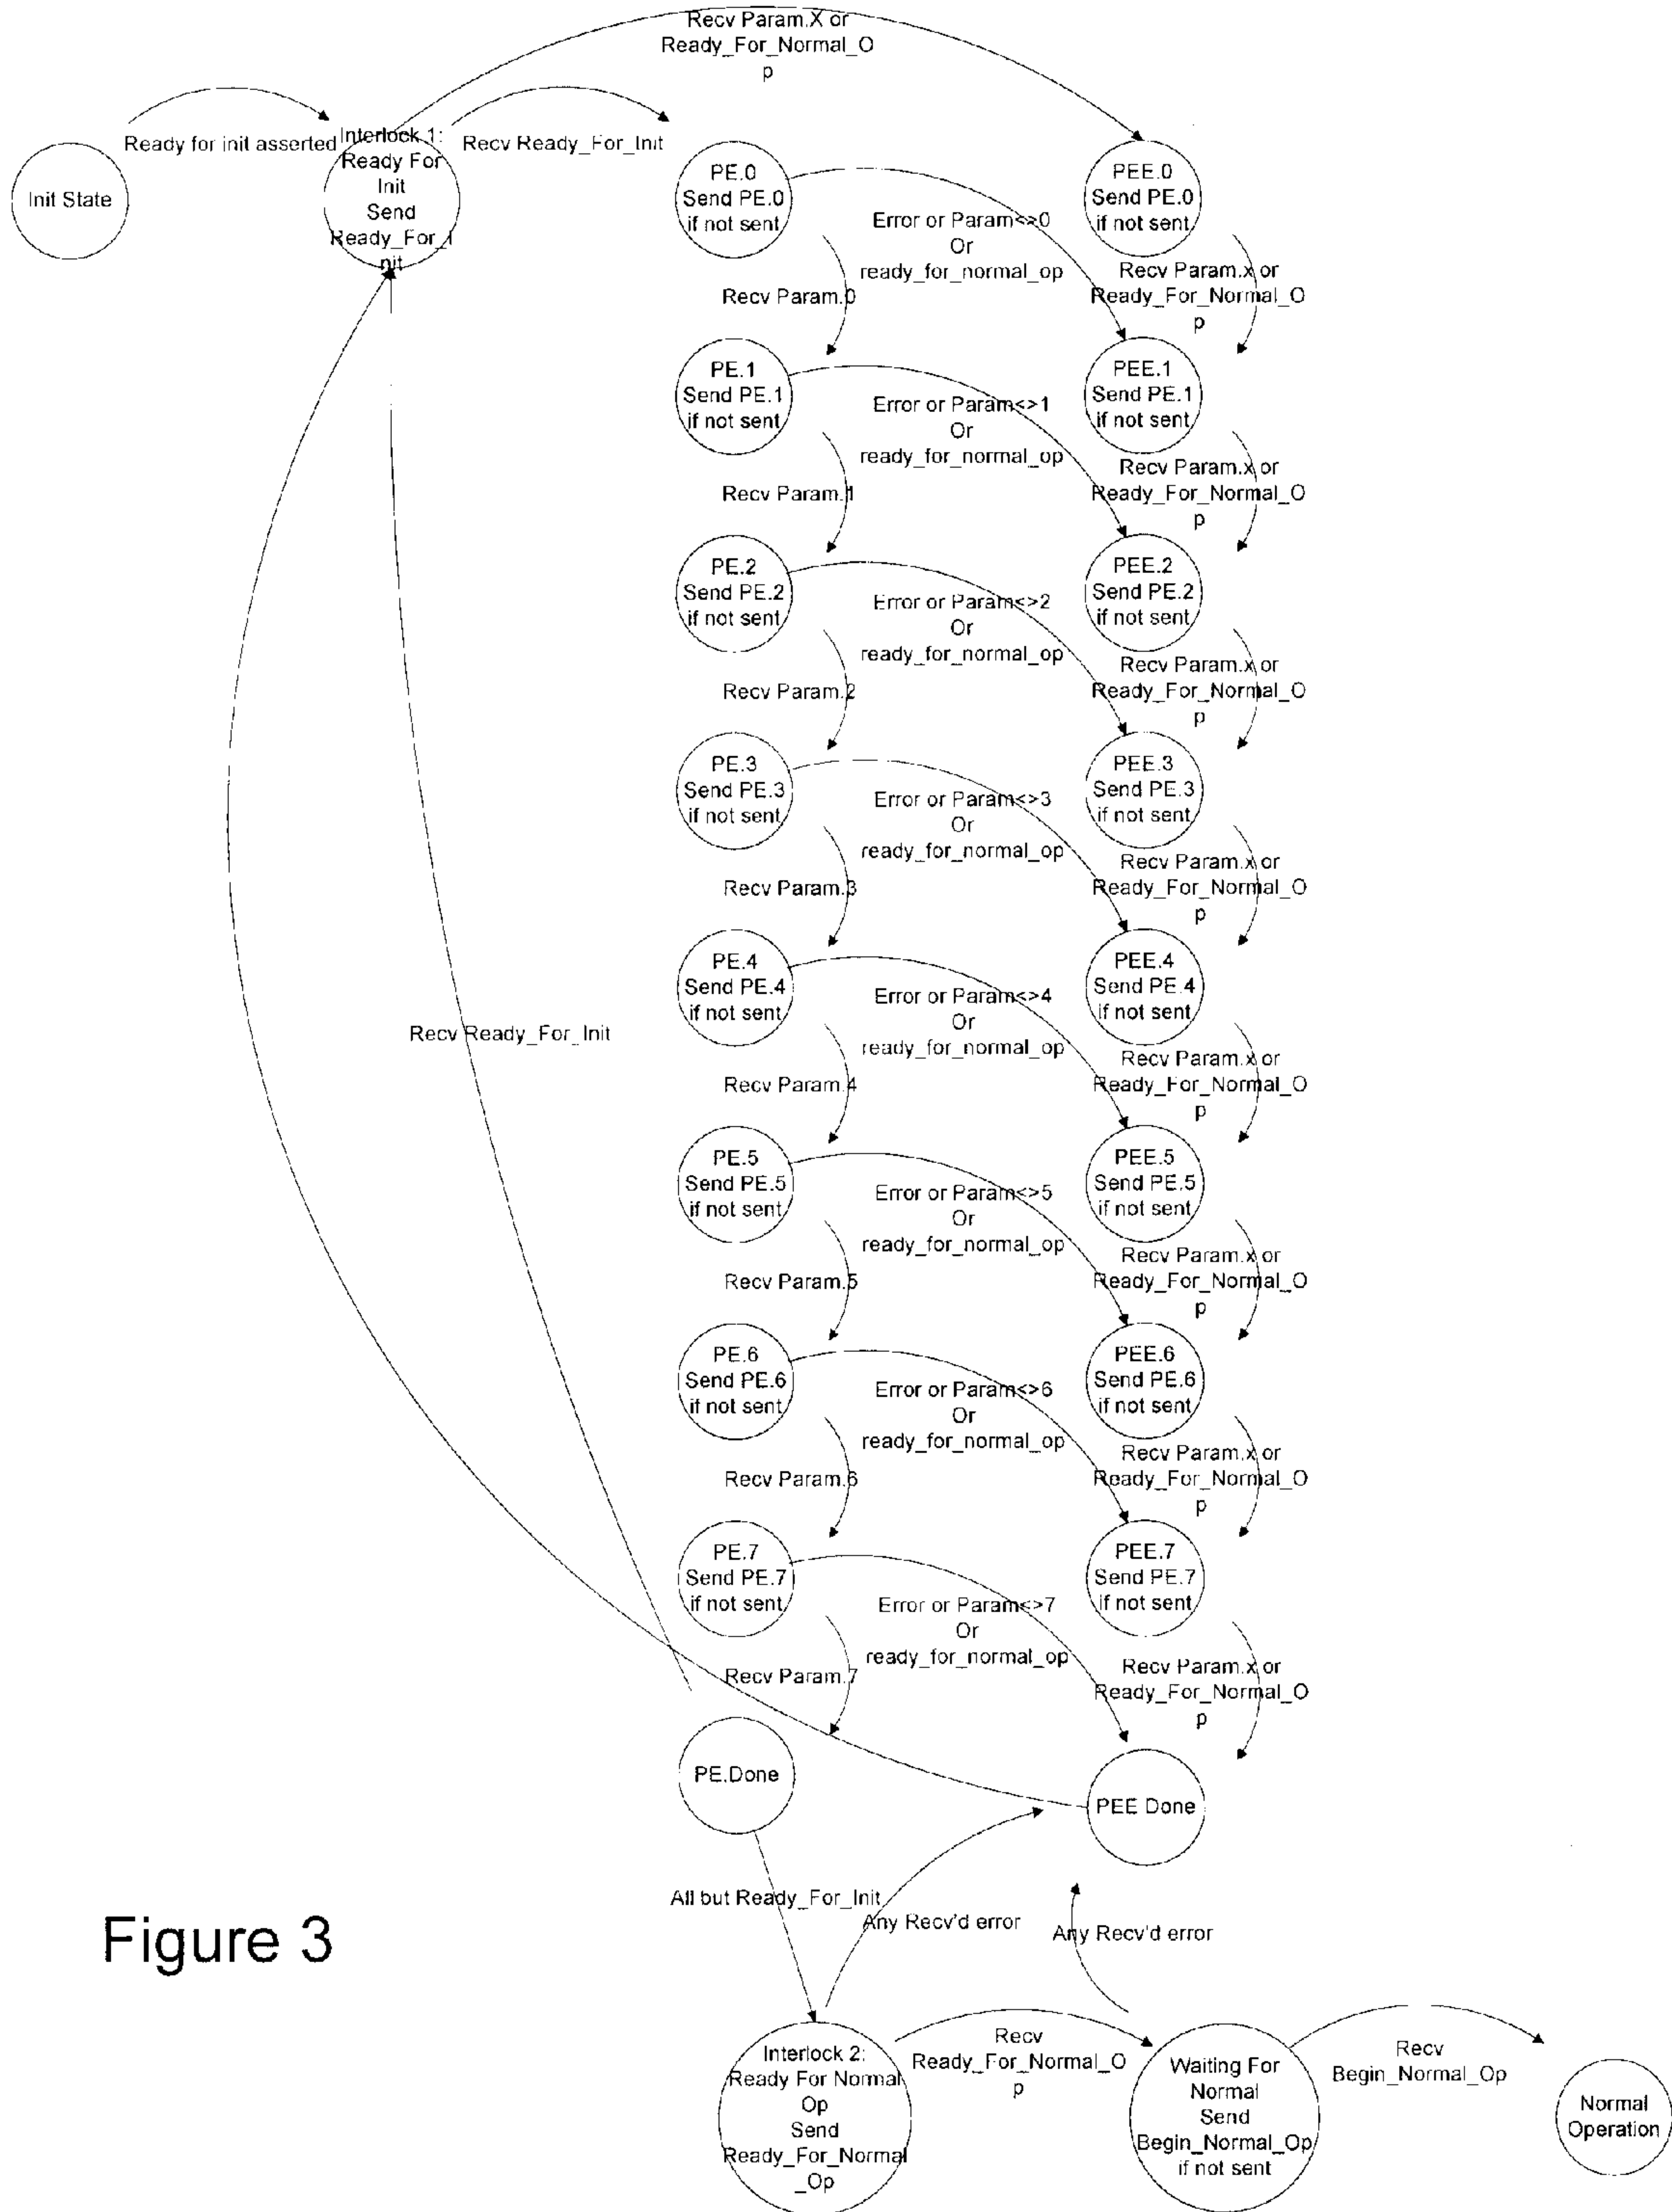 Recv Param.X or
Ready_For_Normal_O
p
Ready for init asserted
Recv Ready_For_Init
Init State
Interlock 1:
Ready For
Init
Send
Ready_For_I
nit
PE.0
Send PE.0
if not sent
Error or Param<>0
Or
ready_for_normal_op
PEE.0
Send PE.0
if not sent
Recv Param.0
Recv Param.x or
Ready_For_Normal_O
p
PE.1
Send PE.1
if not sent
Error or Param<>1
Or
ready_for_normal_op
PEE.1
Send PE.1
if not sent
Recv Param.1
Recv Param.x or
Ready_For_Normal_O
p
PE.2
Send PE.2
if not sent
Error or Param<>2
Or
ready_for_normal_op
PEE.2
Send PE.2
if not sent
Recv Param.2
Recv Param.x or
Ready_For_Normal_O
p
PE.3
Send PE.3
if not sent
Error or Param<>3
Or
ready_for_normal_op
PEE.3
Send PE.3
if not sent
Recv Param.3
Recv Param.x or
Ready_For_Normal_O
p
PE.4
Send PE.4
if not sent
Error or Param<>4
Or
ready_for_normal_op
PEE.4
Send PE.4
if not sent
Recv Ready_For_Init
Recv Param.4
Recv Param.x or
Ready_For_Normal_O
p
PE.5
Send PE.5
if not sent
Error or Param<>5
Or
ready_for_normal_op
PEE.5
Send PE.5
if not sent
Recv Param.5
Recv Param.x or
Ready_For_Normal_O
p
PE.6
Send PE.6
if not sent
Error or Param<>6
Or
ready_for_normal_op
PEE.6
Send PE.6
if not sent
Recv Param.6
Recv Param.x or
Ready_For_Normal_O
p
PE.7
Send PE.7
if not sent
Error or Param<>7
Or
ready_for_normal_op
PEE.7
Send PE.7
if not sent
Recv Param.7
Recv Param.x or
Ready_For_Normal_O
p
PE.Done
PEE Done
All but Ready_For_Init
Any Recv'd error
Any Recv'd error
Figure 3
Interlock 2:
Ready For Normal
Op
Send
Ready_For_Normal
_Op
Recv
Ready_For_Normal_O
p
Waiting For
Normal
Send
Begin_Normal_Op
if not sent
Recv
Begin_Normal_Op
Normal
Operation